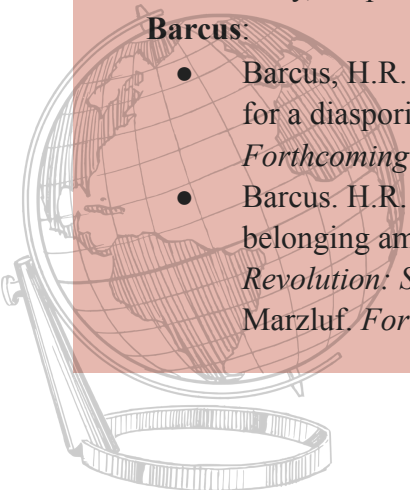 Barcus:
● Barcus, H.R.
for a diaspori
Forthcoming
● Barcus. H.R.
belonging am
Revolution: S
Marzluf. For